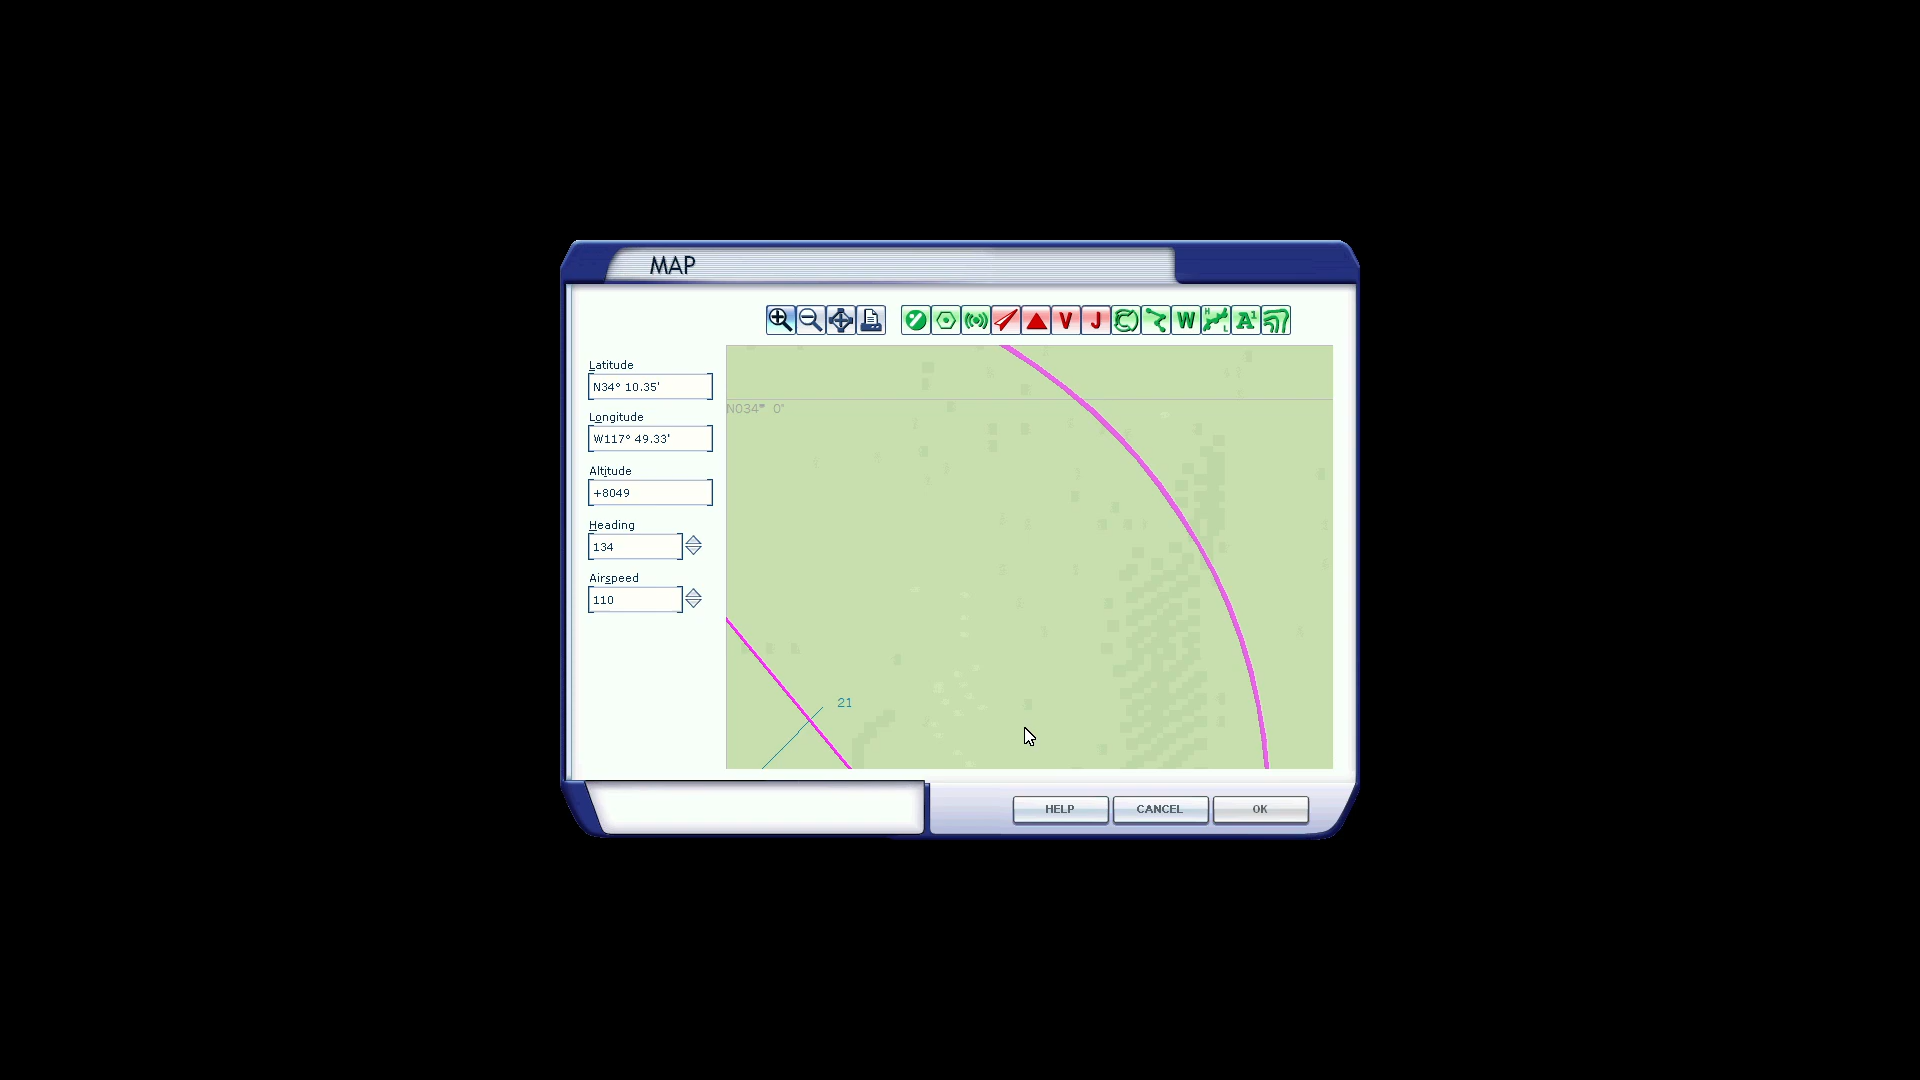 MAP
V J W H L A1
Latitude
N34° 10.35'
Longitude
W117° 49.33'
Altitude
+8049
Heading
134
Airspeed
110
N034° 0'
21
HELP CANCEL OK